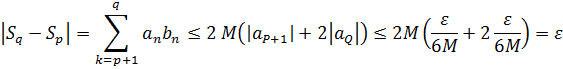 |S_q − S_p| = ∑_{k=p+1}^{q} a_n b_n ≤ 2 M(|a_{P+1}| + 2|a_Q|) ≤ 2M(ε/6M + 2 ε/6M) = ε